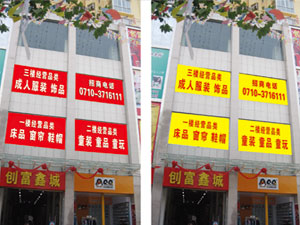 三楼经营品类
成人服装 饰品
招商电话
0710-3716111
一楼经营品类
床品 窗帘 鞋帽
二楼经营品类
童装 童品 童玩
创富鑫城
三楼经营品类
成人服装 饰品
招商电话
0710-3716111
一楼经营品类
床品 窗帘 鞋帽
二楼经营品类
童装 童品 童玩
创富鑫城